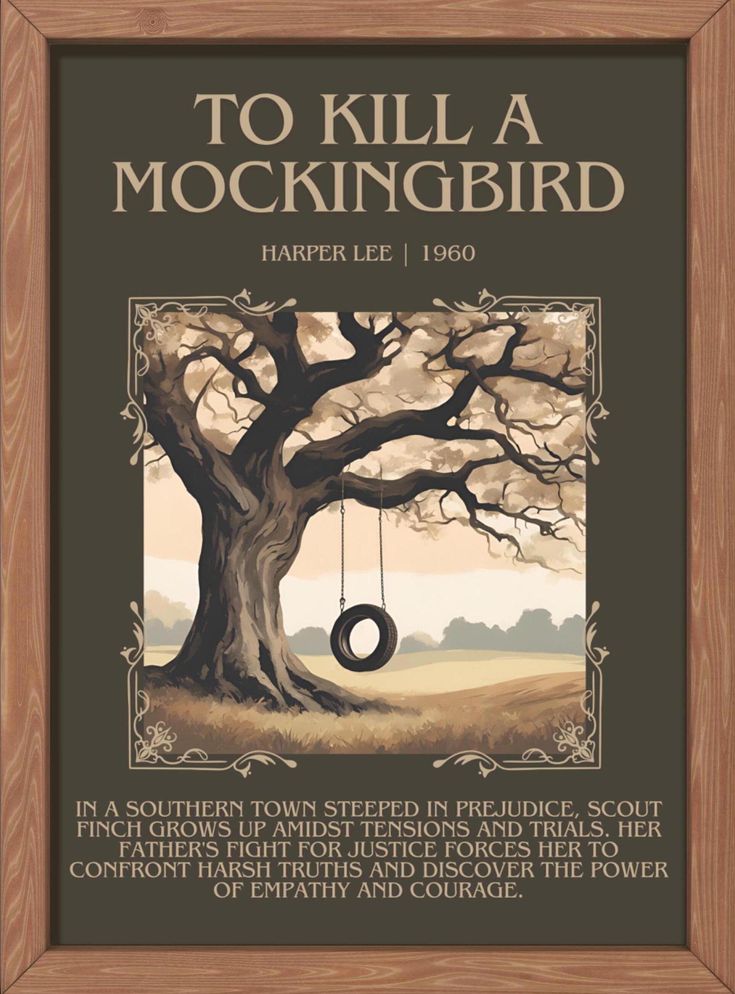 TO KILL A
MOCKINGBIRD
HARPER LEE | 1960
IN A SOUTHERN TOWN STEEPED IN PREJUDICE, SCOUT
FINCH GROWS UP AMIDST TENSIONS AND TRIALS. HER
FATHER'S FIGHT FOR JUSTICE FORCES HER TO
CONFRONT HARSH TRUTHS AND DISCOVER THE POWER
OF EMPATHY AND COURAGE.